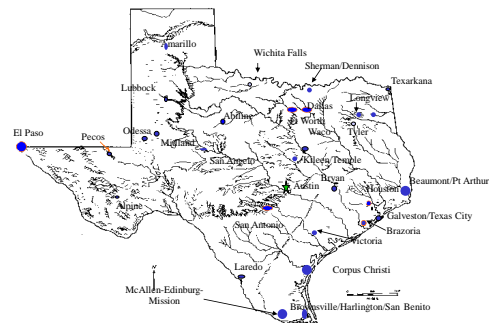 Amarillo
Wichita Falls
Sherman/Dennison
Texarkana
Lubbock
Abilene
Dallas
Longview
Ft Worth
El Paso
Pecos
Odessa
Midland
Waco
Tyler
San Angelo
Kileen/Temple
Bryan
Beaumont/Pt Arthur
Austin
Houston
Alpine
Galveston/Texas City
San Antonio
Brazoria
Victoria
Laredo
Corpus Christi
McAllen-Edinburg-
Mission
Brownsville/Harlington/San Benito